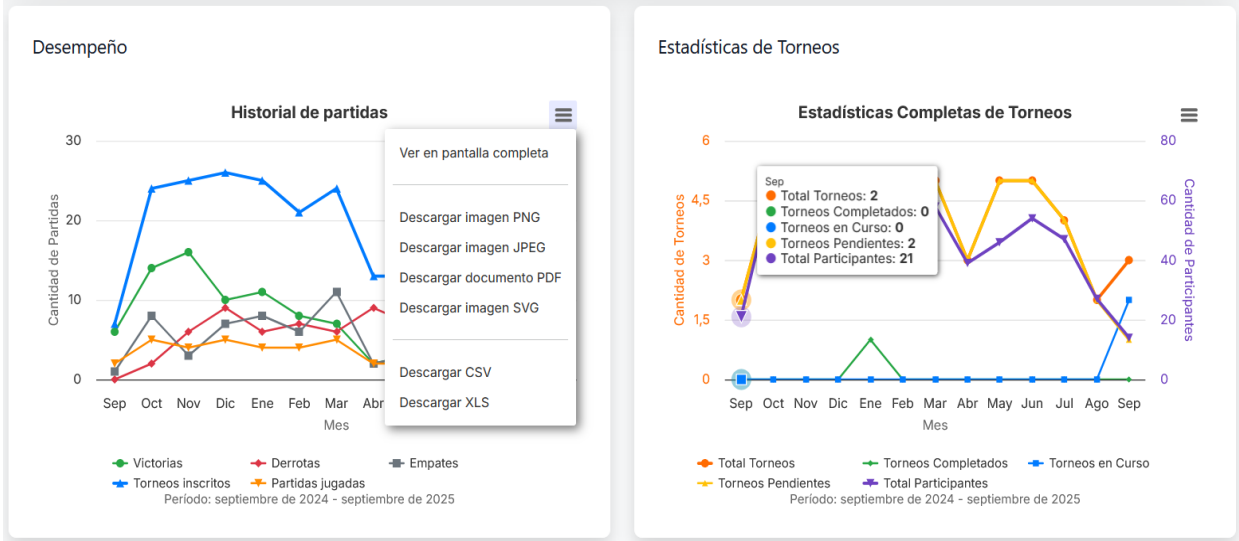 Desempeño
Historial de partidas
30
20
10
0
Cantidad de Partidas
Sep Oct Nov Dic Ene Feb Mar Abr
Mes
Ver en pantalla completa
Descargar imagen PNG
Descargar imagen JPEG
Descargar documento PDF
Descargar imagen SVG
Descargar CSV
Descargar XLS
Victorias Derrotas Empates
Torneos inscritos Partidas jugadas
Período: septiembre de 2024 - septiembre de 2025
Estadísticas de Torneos
Estadísticas Completas de Torneos
6
4,5
3
1,5
0
Cantidad de Torneos
80
60
40
20
0
Cantidad de Participantes
Sep
Total Torneos: 2
Torneos Completados: 0
Torneos en Curso: 0
Torneos Pendientes: 2
Total Participantes: 21
Sep Oct Nov Dic Ene Feb Mar Abr May Jun Jul Ago Sep
Mes
Total Torneos Torneos Completados Torneos en Curso
Torneos Pendientes Total Participantes
Período: septiembre de 2024 - septiembre de 2025